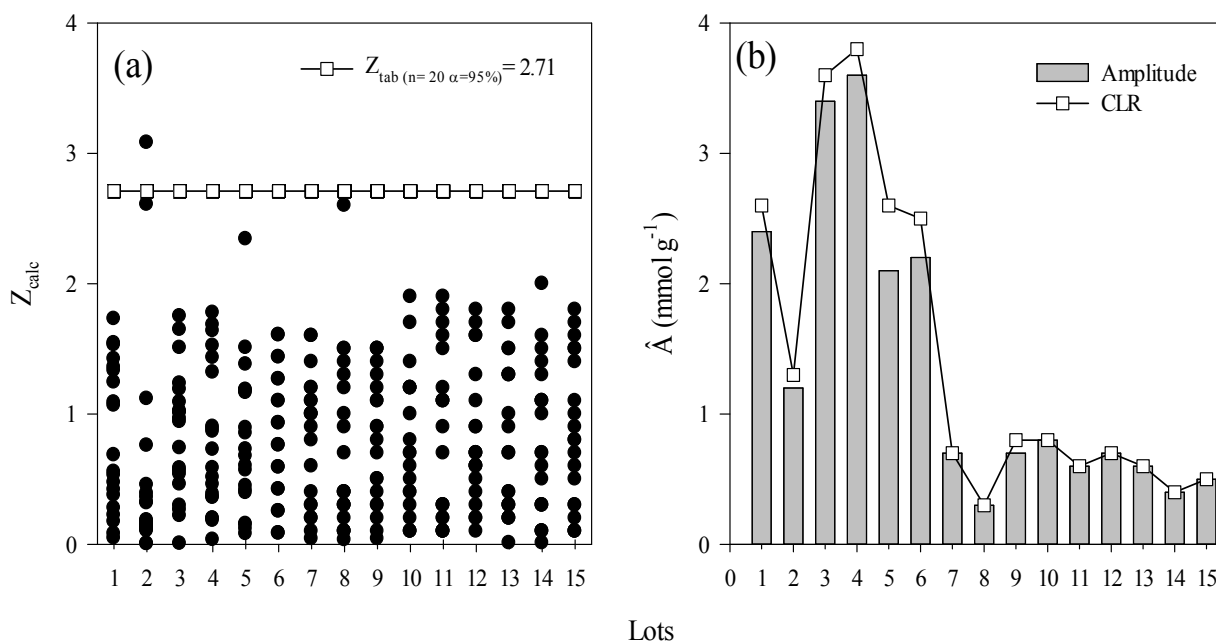 (a)
Z tab (n= 20 α=95%) = 2.71
4
3
2
1
0
Z calc
1 2 3 4 5 6 7 8 9 10 11 12 13 14 15
(b)
Amplitude
CLR
4
3
2
1
0
Â (mmol g-1)
0 1 2 3 4 5 6 7 8 9 10 11 12 13 14 15
Lots